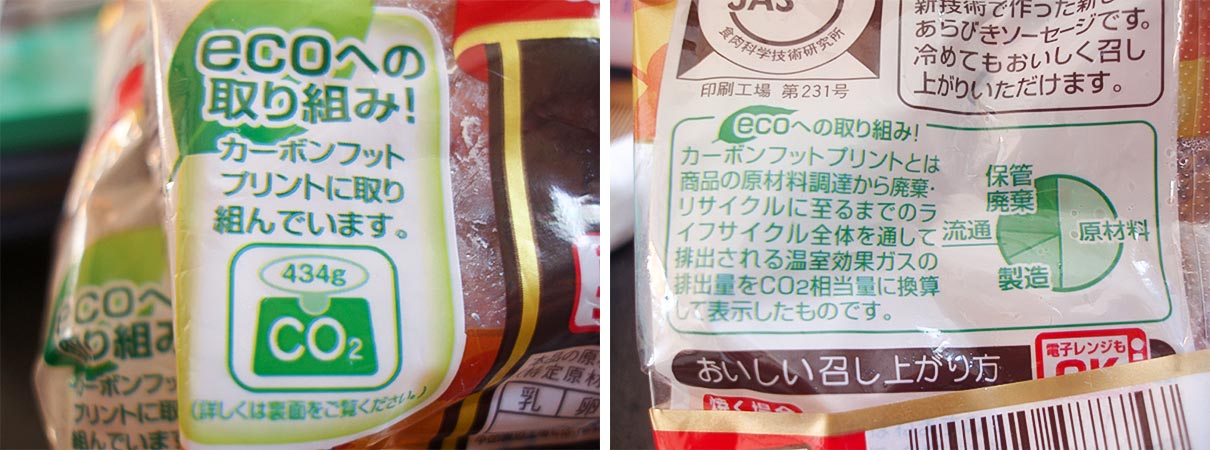 ecoへの
取り組み!
カーボンフット
プリントに取り
組んでいます。
434g
CO2
(詳しくは裏面をご覧ください。)
ecoへの
取り組み
カーボンフ
プリントに
組んで
乳
卵
JAS
食肉科学技術研究所
印刷工場 第231号
新技術で作った新し
あらびきソーセージです。
冷めてもおいしく召し
上がりいただけます。
ecoへの取り組み!
カーボンフットプリントとは
商品の原材料調達から廃棄・
リサイクルに至るまでのラ
イフサイクル全体を通して
排出される温室効果ガスの
排出量をCO2相当量に換算
して表示したものです。
保管
廃棄
流通
製造
原材料
おいしい召し上がり方
電子レンジも
OK!
焼く場合